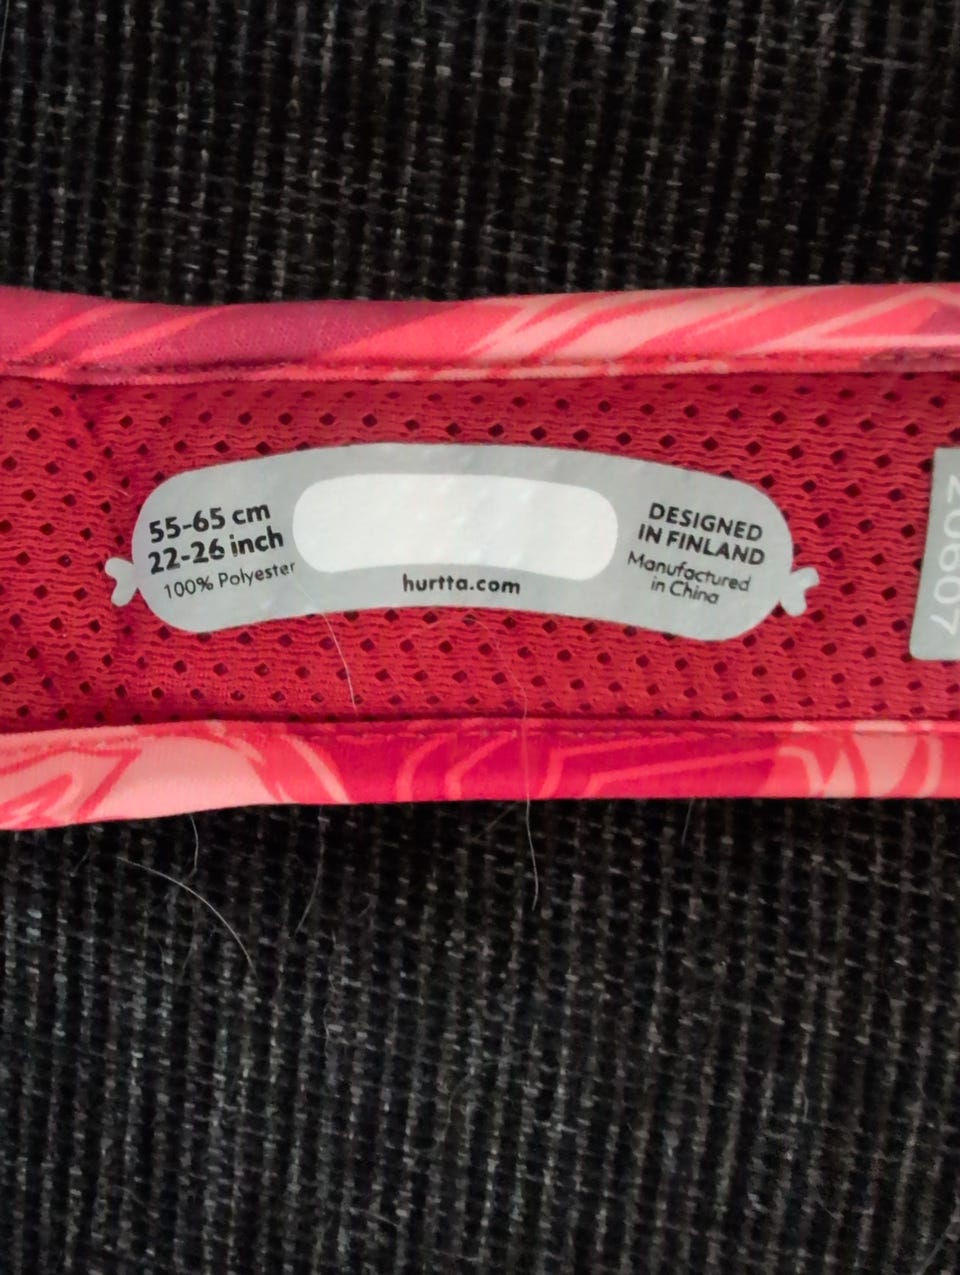 55-65 cm
22-26 inch
100% Polyester
hurtta.com
DESIGNED
IN FINLAND
Manufactured
in China